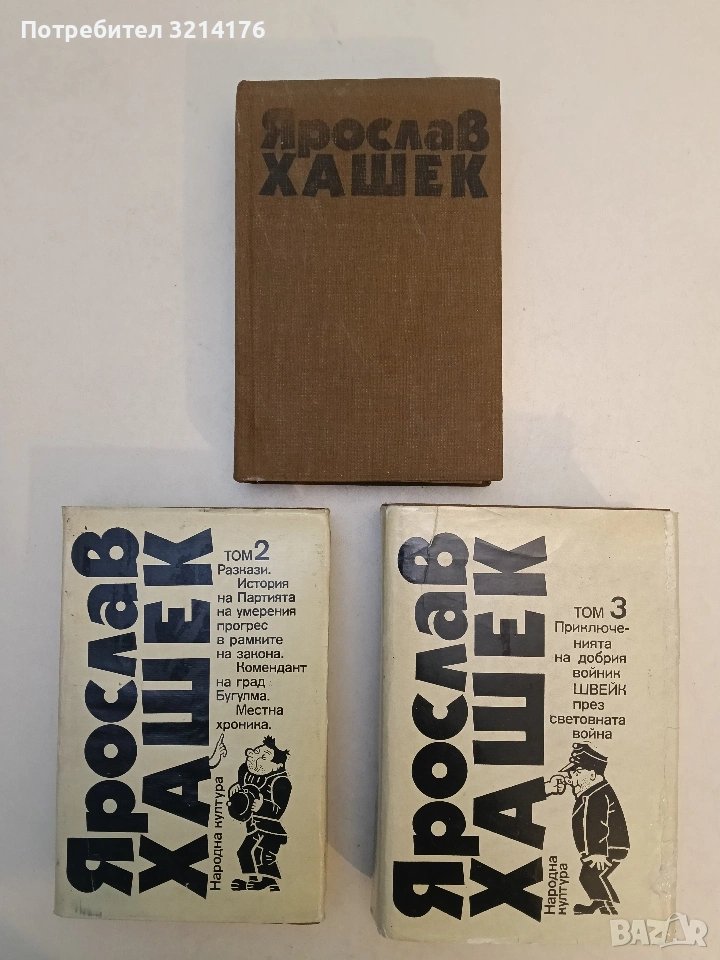 Потребител 3214176
Ярослав
ХАШЕК
Ярослав
ХАШЕК
ТОМ 2
Разкази.
История
на Партията
на умерения
прогрес
в рамките
на закона.
Комендант
на град
Бугулма.
Местна
хроника.
Народна култура
Ярослав
ХАШЕК
ТОМ 3
Приключе-
нията
на добрия
войник
ШВЕЙК
през
световната
война
Народна
култура
BAZAR